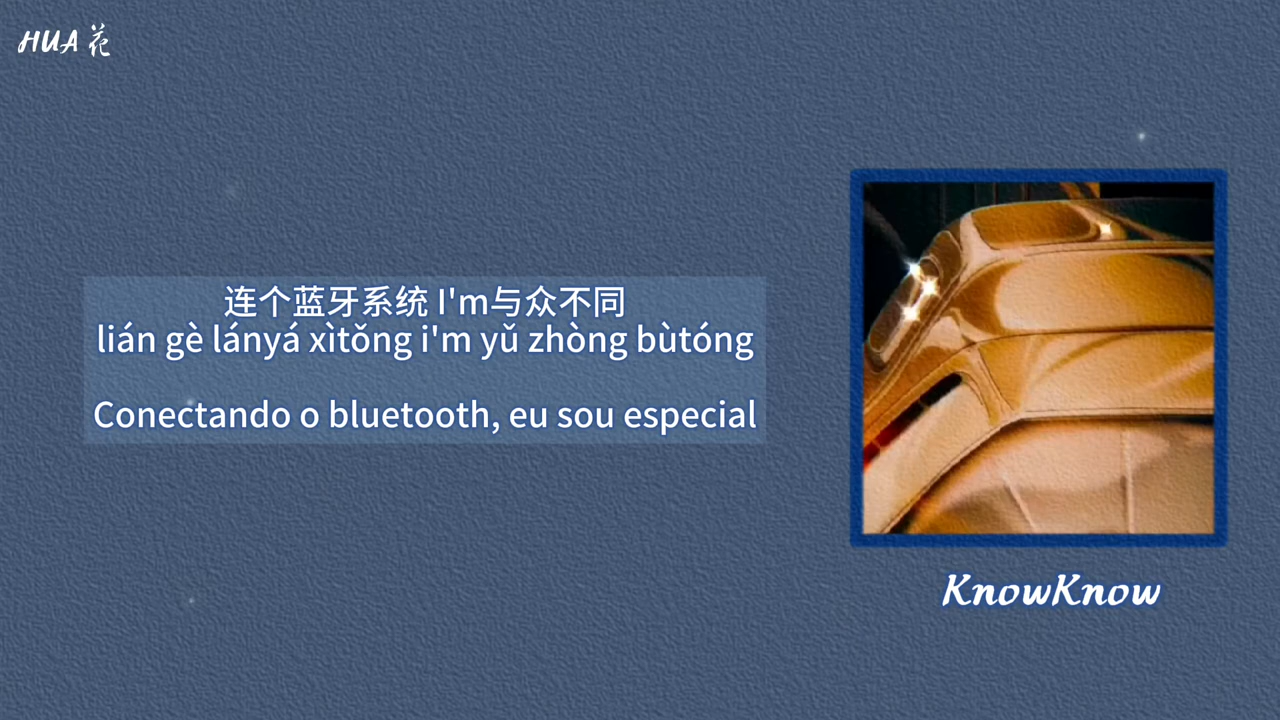 HUA 花
连个蓝牙系统 I'm与众不同
lián gè lányá xìtǒng i'm yǔ zhòng bùtóng
Conectando o bluetooth, eu sou especial
KnowKnow